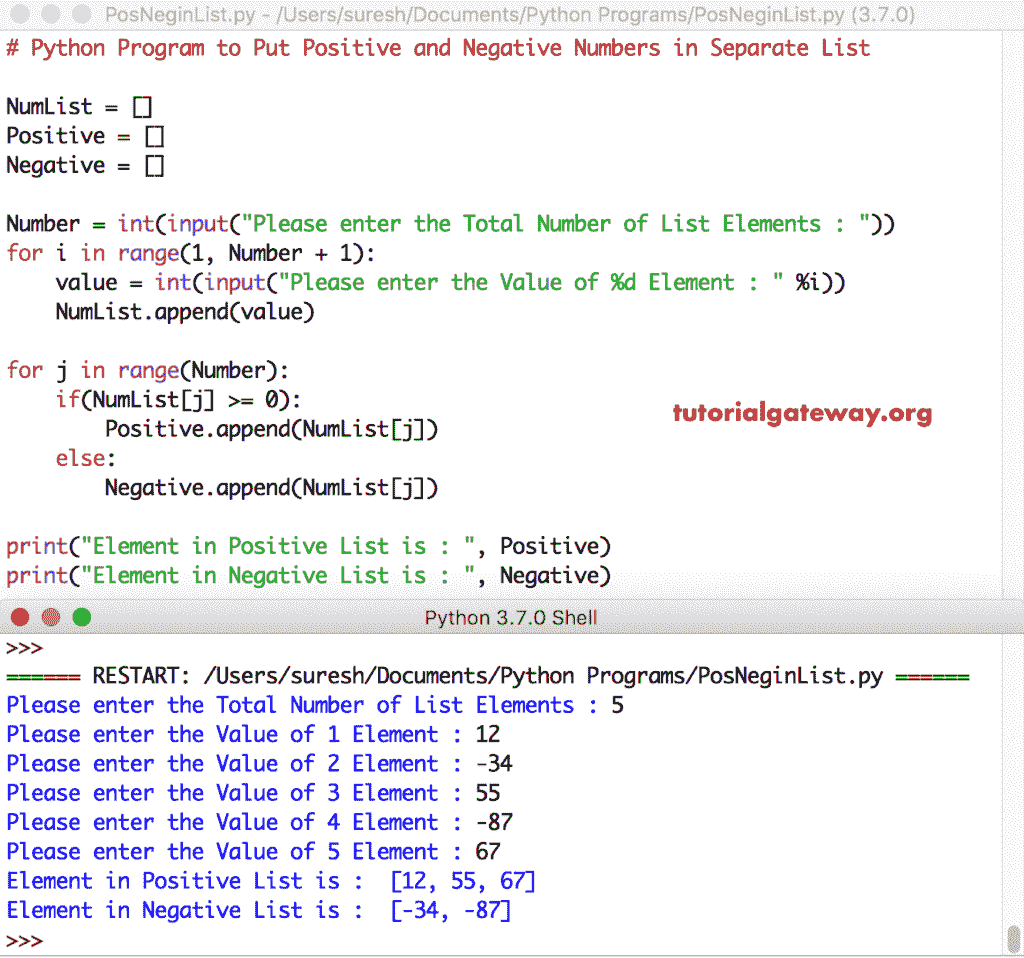 PosNeginList.py - /Users/suresh/Documents/Python Programs/PosNeginList.py (3.7.0)
# Python Program to Put Positive and Negative Numbers in Separate List
NumList = []
Positive = []
Negative = []
Number = int(input("Please enter the Total Number of List Elements : "))
for i in range(1, Number + 1):
    value = int(input("Please enter the Value of %d Element : " %i))
    NumList.append(value)
for j in range(Number):
    if(NumList[j] >= 0):
        Positive.append(NumList[j])
    else:
        Negative.append(NumList[j])
tutorialgateway.org
print("Element in Positive List is : ", Positive)
print("Element in Negative List is : ", Negative)
Python 3.7.0 Shell
>>>
====== RESTART: /Users/suresh/Documents/Python Programs/PosNeginList.py ======
Please enter the Total Number of List Elements : 5
Please enter the Value of 1 Element : 12
Please enter the Value of 2 Element : -34
Please enter the Value of 3 Element : 55
Please enter the Value of 4 Element : -87
Please enter the Value of 5 Element : 67
Element in Positive List is :  [12, 55, 67]
Element in Negative List is :  [-34, -87]
>>>